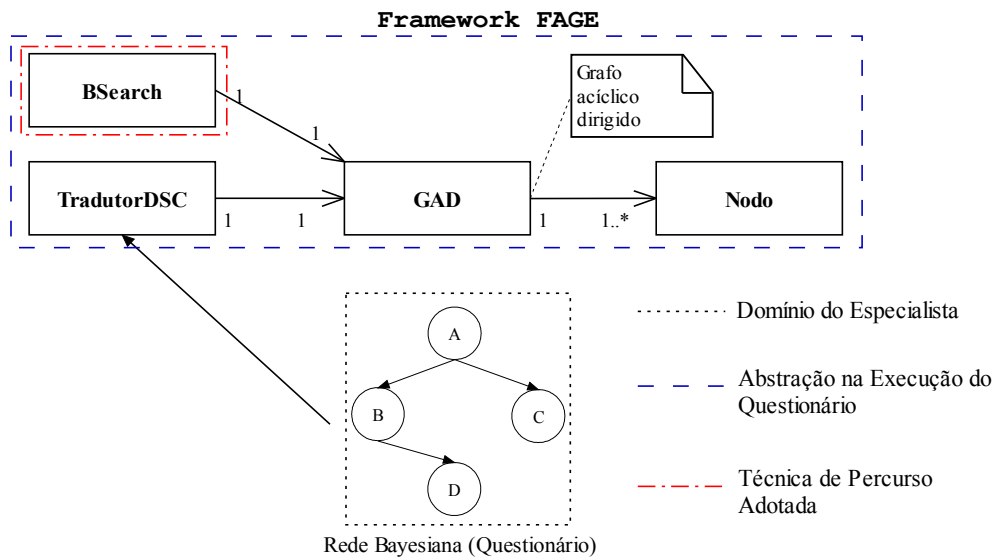 Framework FAGE
BSearch
1
1
Grafo
acíclico
dirigido
TradutorDSC
1
1
GAD
1
1..*
Nodo
A
B
C
D
Rede Bayesiana (Questionário)
Domínio do Especialista
Abstração na Execução do
Questionário
Técnica de Percurso
Adotada